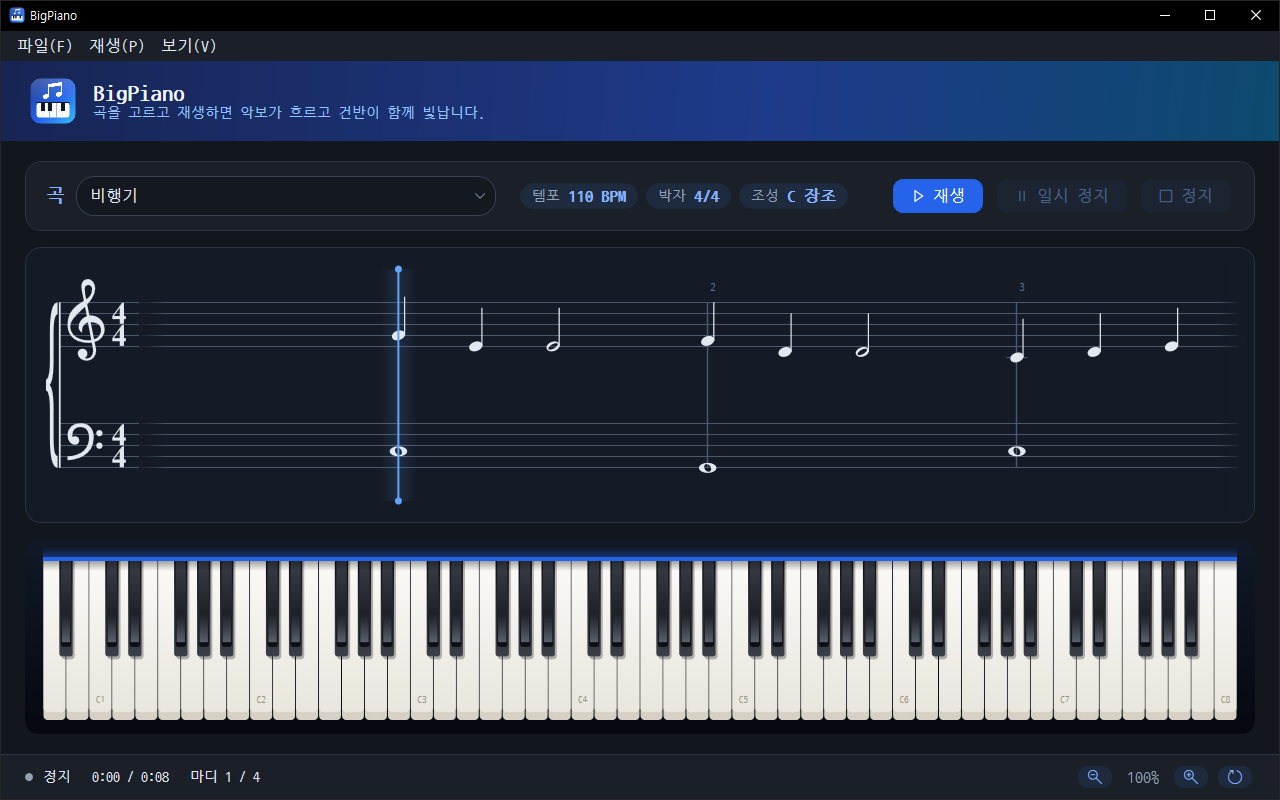 BigPiano
파일(F) 재생(P) 보기(V)
BigPiano
곡을 고르고 재생하면 악보가 흐르고 건반이 함께 빛납니다.
곡 비행기 템포 110 BPM 박자 4/4 조성 C 장조 재생 일시 정지 정지
2 3
4 4
4 4
C1 C2 C3 C4 C5 C6 C7 C8
정지 0:00 / 0:08 마디 1 / 4 100%